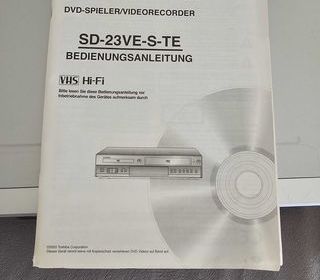 DVD-SPIELER/VIDEORECORDER
SD-23VE-S-TE
BEDIENUNGSANLEITUNG
VHS Hi-Fi
Bitte lesen Sie diese Bedienungsanleitung vor
Inbetriebnahme des Gerätes aufmerksam durch
Toshiba Corporation